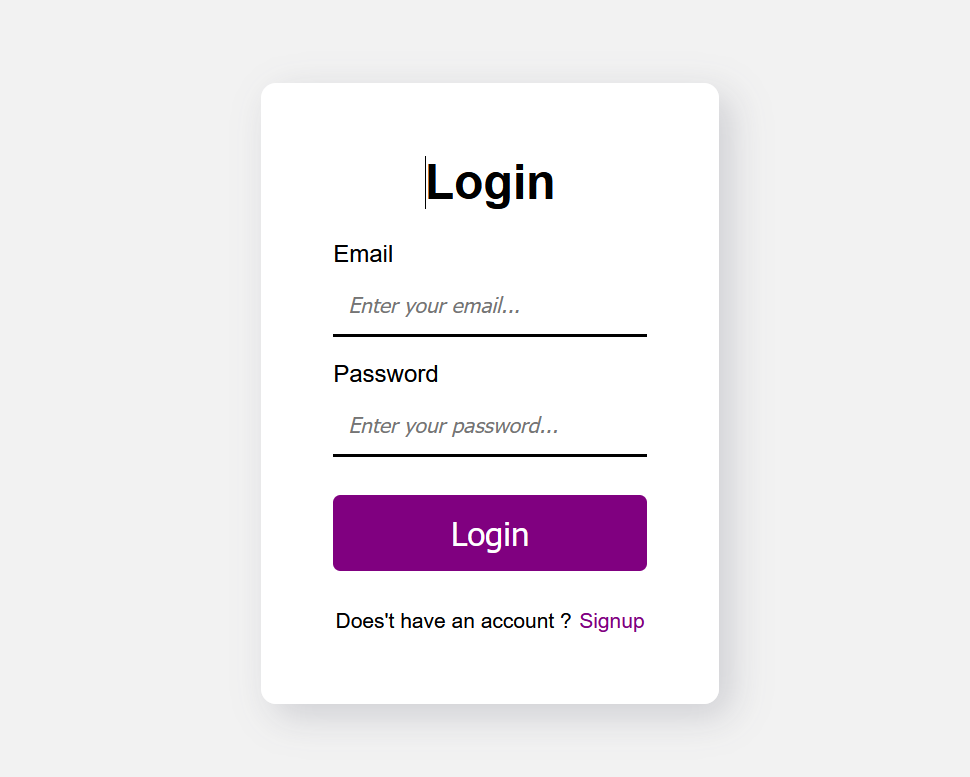 Login
Email
Enter your email...
Password
Enter your password...
Login
Does't have an account ? Signup